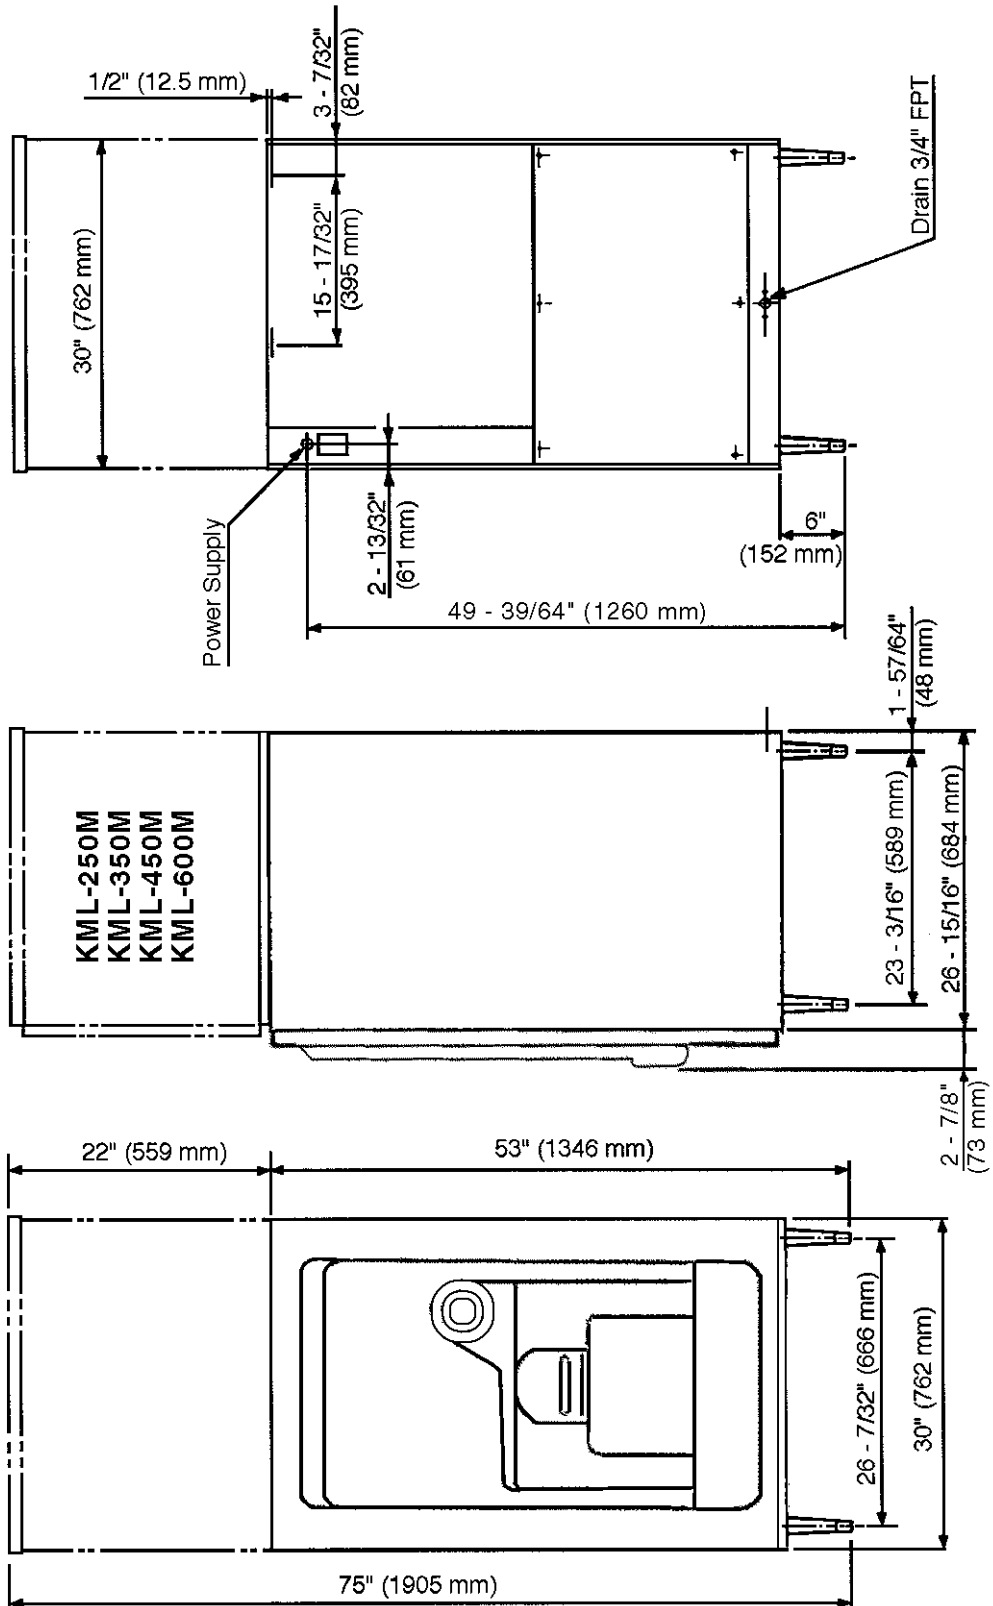 1/2" (12.5 mm)
3 - 7/32"
(82 mm)
30" (762 mm)
15 - 17/32"
(395 mm)
Drain 3/4" FPT
Power Supply
2 - 13/32"
(61 mm)
6"
(152 mm)
49 - 39/64" (1260 mm)
KML-250M
KML-350M
KML-450M
KML-600M
1 - 57/64"
(48 mm)
23 - 3/16" (589 mm)
26 - 15/16" (684 mm)
2 - 7/8"
(73 mm)
22" (559 mm)
53" (1346 mm)
26 - 7/32" (666 mm)
30" (762 mm)
75" (1905 mm)